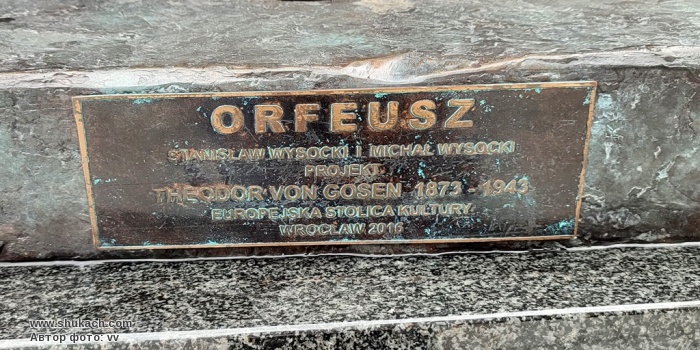 ORFEUSZ
STANISŁAW WYSOCKI I MICHAŁ WYSOCKI
PROJEKT:
THEODOR VON GOSEN 1873 - 1943
EUROPEJSKA STOLICA KULTURY
WROCŁAW 2016
www.shukach.com
Автор фото: vv